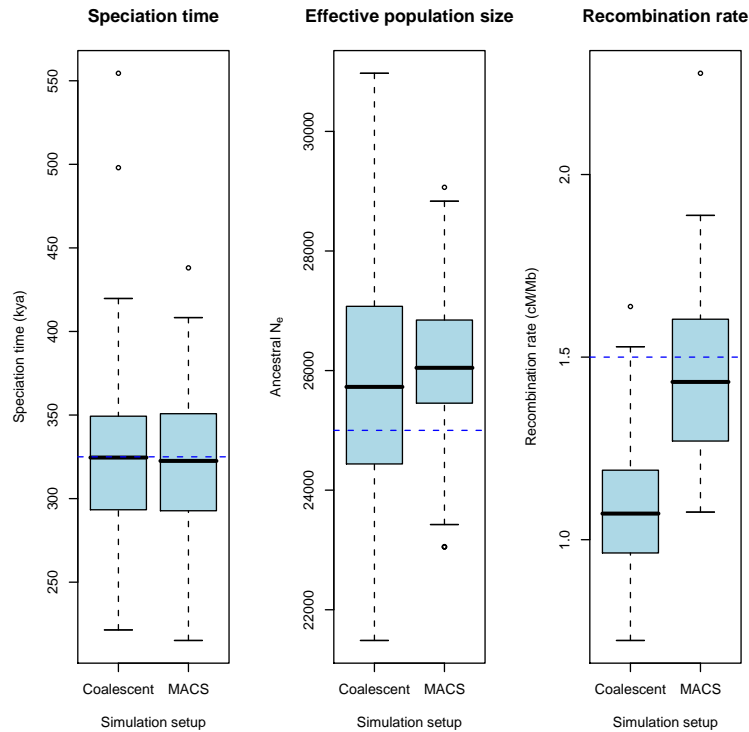 Speciation time
Speciation time (kya)
550
500
450
400
350
300
250
Coalescent MACS
Simulation setup
Effective population size
Ancestral Ne
30000
28000
26000
24000
22000
Coalescent MACS
Simulation setup
Recombination rate
Recombination rate (cM/Mb)
2.0
1.5
1.0
Coalescent MACS
Simulation setup